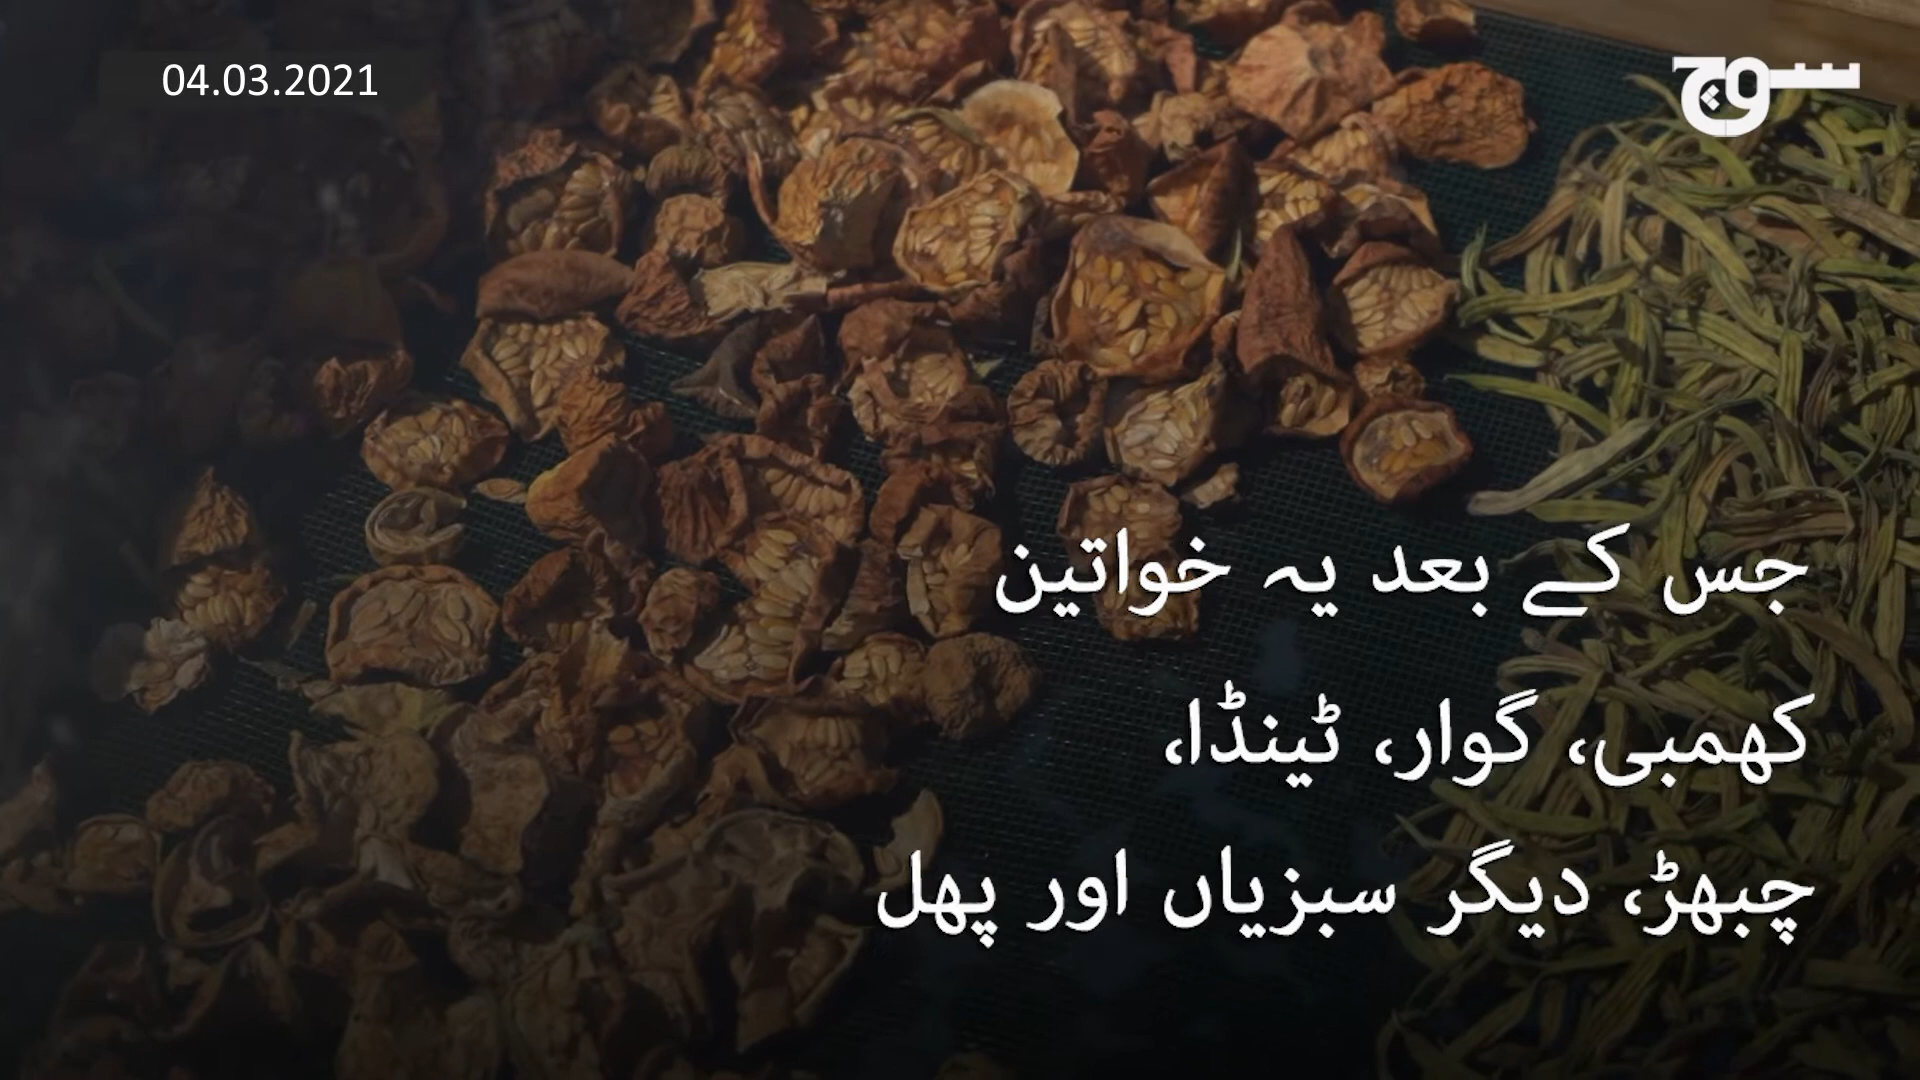 04.03.2021
سوچ
جس کے بعد یہ خواتین
کھمبی، گوار، ٹینڈا،
چبھڑ، دیگر سبزیاں اور پھل